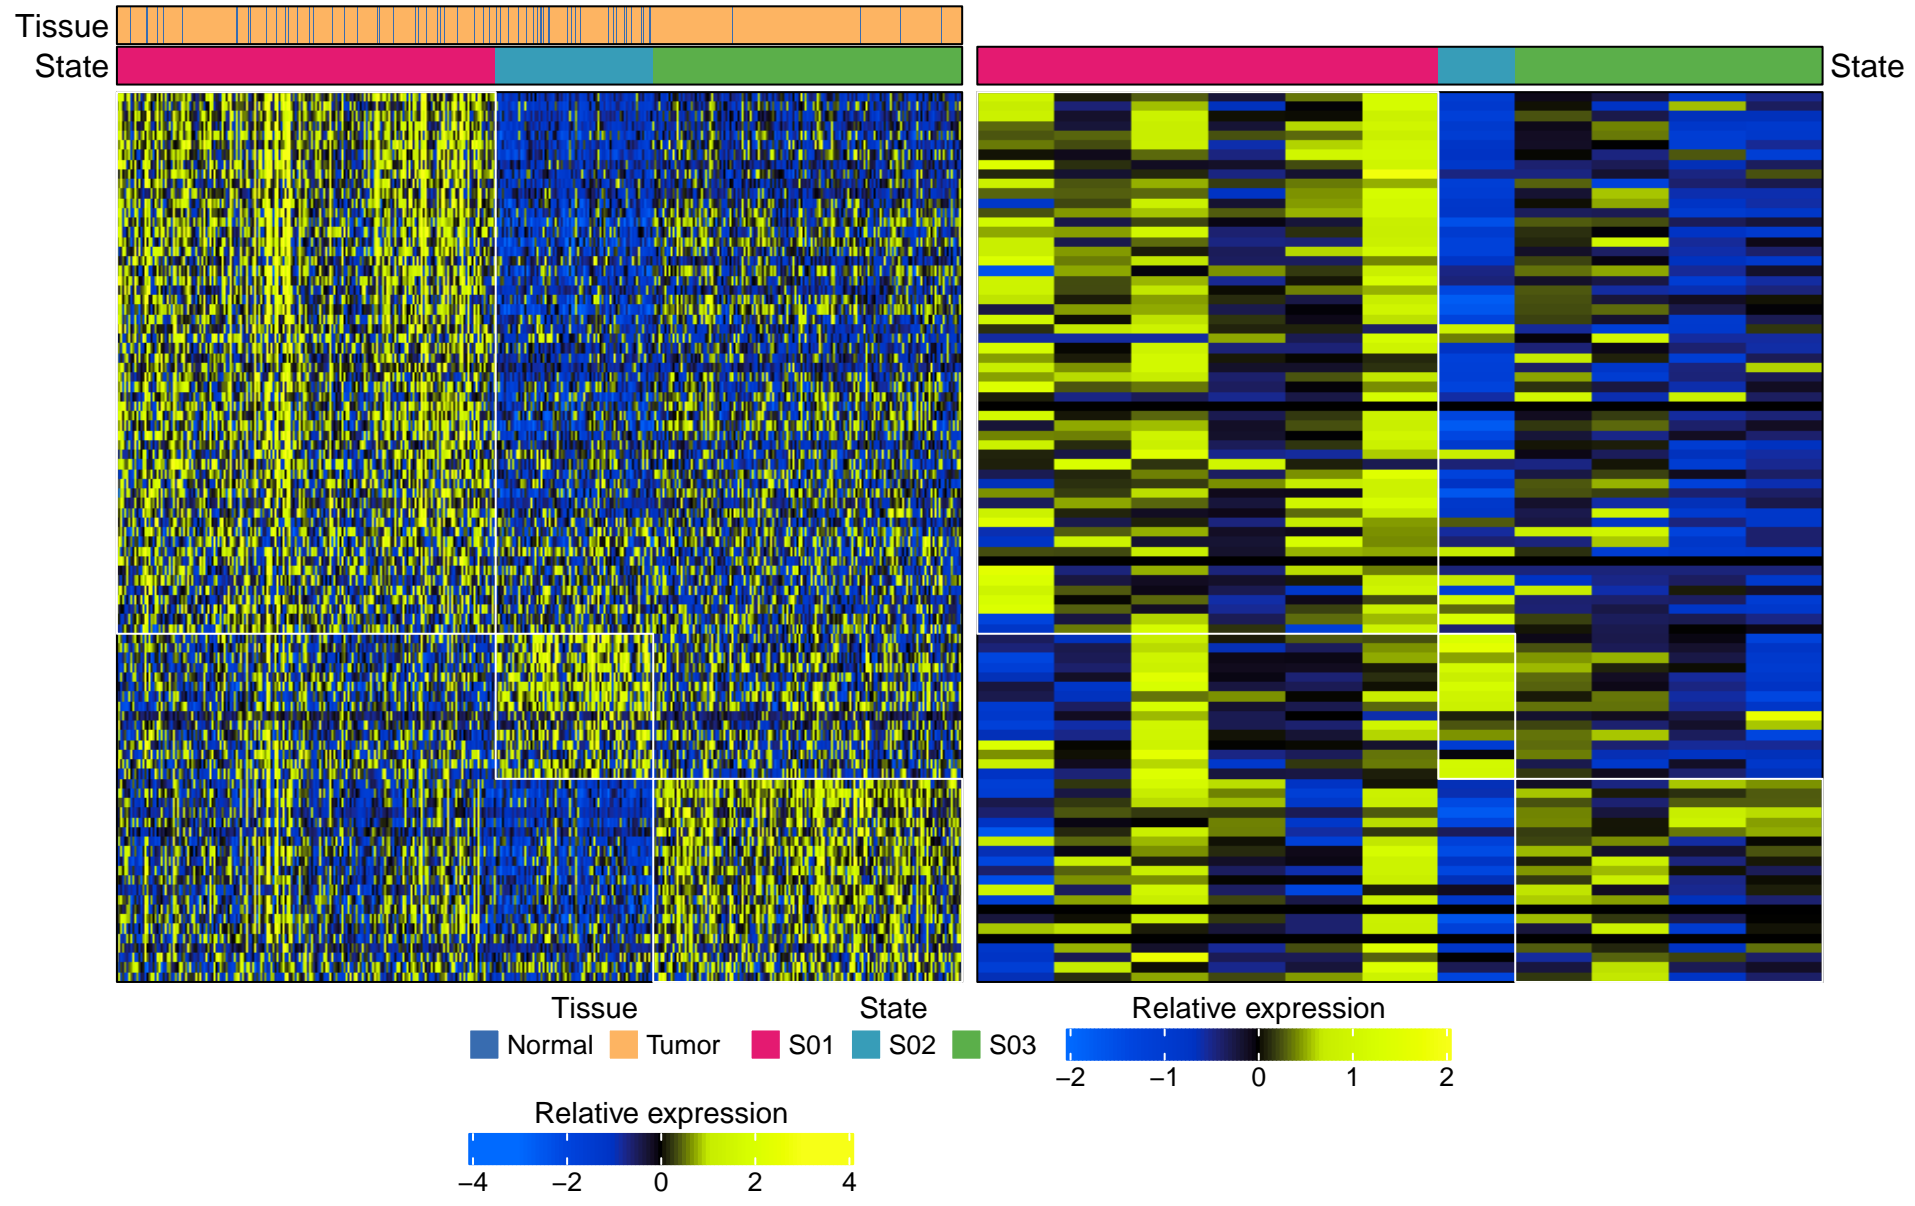 Tissue
State
State
Tissue
Normal Tumor
State
S01 S02 S03
Relative expression
−2 −1 0 1 2
Relative expression
−4 −2 0 2 4